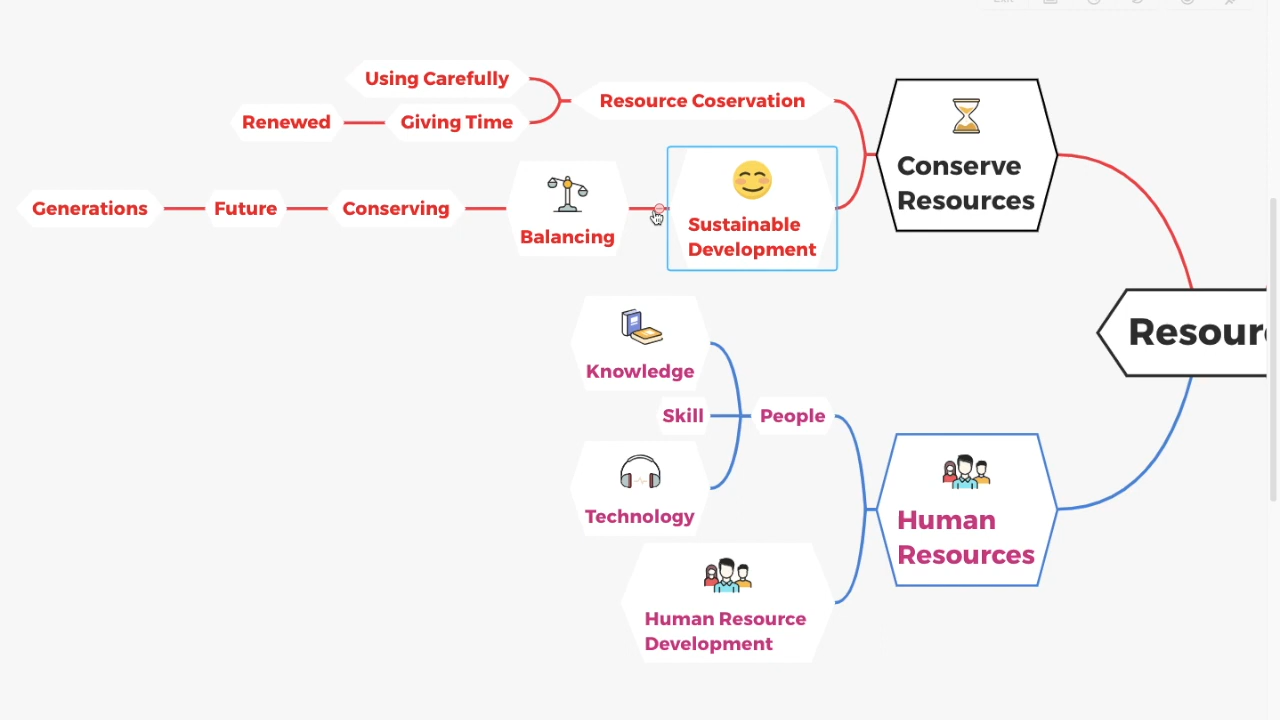 Using Carefully
Resource Coservation
Renewed
Giving Time
Conserve
Resources
Generations
Future
Conserving
Balancing
Sustainable
Development
Knowledge
Skill
People
Technology
Human
Resources
Human Resource
Development